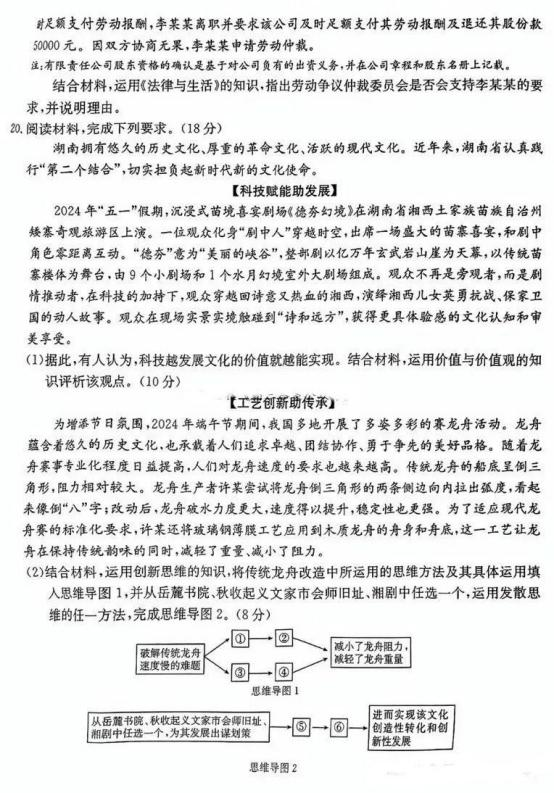 时足额支付劳动报酬,李某某离职并要求该公司及时足额支付其劳动报酬及退还其股份款
50000元。因双方协商无果,李某某申请劳动仲裁。
注:有限责任公司股东资格的确认是基于对公司负有的出资义务,并在公司章程和股东名册上记载。
结合材料,运用《法律与生活》的知识,指出劳动争议仲裁委员会是否会支持李某某的要
求,并说明理由。
20.阅读材料,完成下列要求。(18分)
湖南拥有悠久的历史文化、厚重的革命文化、活跃的现代文化。近年来,湖南省认真践
行“第二个结合”,切实担负起新时代新的文化使命。
【科技赋能助发展】
2024年“五一”假期,沉浸式苗境喜宴剧场《德夯幻境》在湖南省湘西土家族苗族自治州
矮寨奇观旅游区上演。一位观众化身“剧中人”穿越时空,出席一场盛大的苗寨喜宴,和剧中
角色零距离互动。“德夯”意为“美丽的峡谷”,整部剧以亿万年玄武岩山崖为天幕,以传统苗
寨楼体为舞台,由9个小剧场和1个水月幻境室外大剧场组成。观众不再是旁观者,而是剧
情推动者,在科技的加持下,观众穿越回诗意又热血的湘西,演绎湘西儿女英勇抗战、保家卫
国的动人故事。观众在现场实景实境触碰到“诗和远方”,获得更具体验感的文化认知和审
美享受。
(1)据此,有人认为,科技越发展文化的价值就越能实现。结合材料,运用价值与价值观的知
识评析该观点。(10分)
【工艺创新助传承】
为增添节日氛围,2024年端午节期间,我国多地开展了多姿多彩的赛龙舟活动。龙舟
蕴含着悠久的历史文化,也承载着人们追求卓越、团结协作、勇于争先的美好品格。随着龙
舟赛事专业化程度日益提高,人们对龙舟速度的要求也越来越高。传统龙舟的船底呈倒三
角形,阻力相对较大。龙舟生产者许某尝试将龙舟倒三角形的两条侧边向内拉出弧度,看起
来像倒“八”字;改动后,龙舟破水力度更大,速度得以提升,稳定性也更强。为了适应现代龙
舟赛的标准化要求,许某还将玻璃钢薄膜工艺应用到木质龙舟的舟身和舟底,这一工艺让龙
舟在保持传统韵味的同时,减轻了重量、减小了阻力。
(2)结合材料,运用创新思维的知识,将传统龙舟改造中所运用的思维方法及其具体运用填
入思维导图1,并从岳麓书院、秋收起义文家市会师旧址、湘剧中任选一个,运用发散思
维的任一方法,完成思维导图2。(8分)
破解传统龙舟
速度慢的难题
①
②
③
④
减小了龙舟阻力,
减轻了龙舟重量
思维导图1
从岳麓书院、秋收起义文家市会师旧址、
湘剧中任选一个,为其发展出谋划策
⑤
⑥
进而实现该文化
创造性转化和创
新性发展
思维导图2